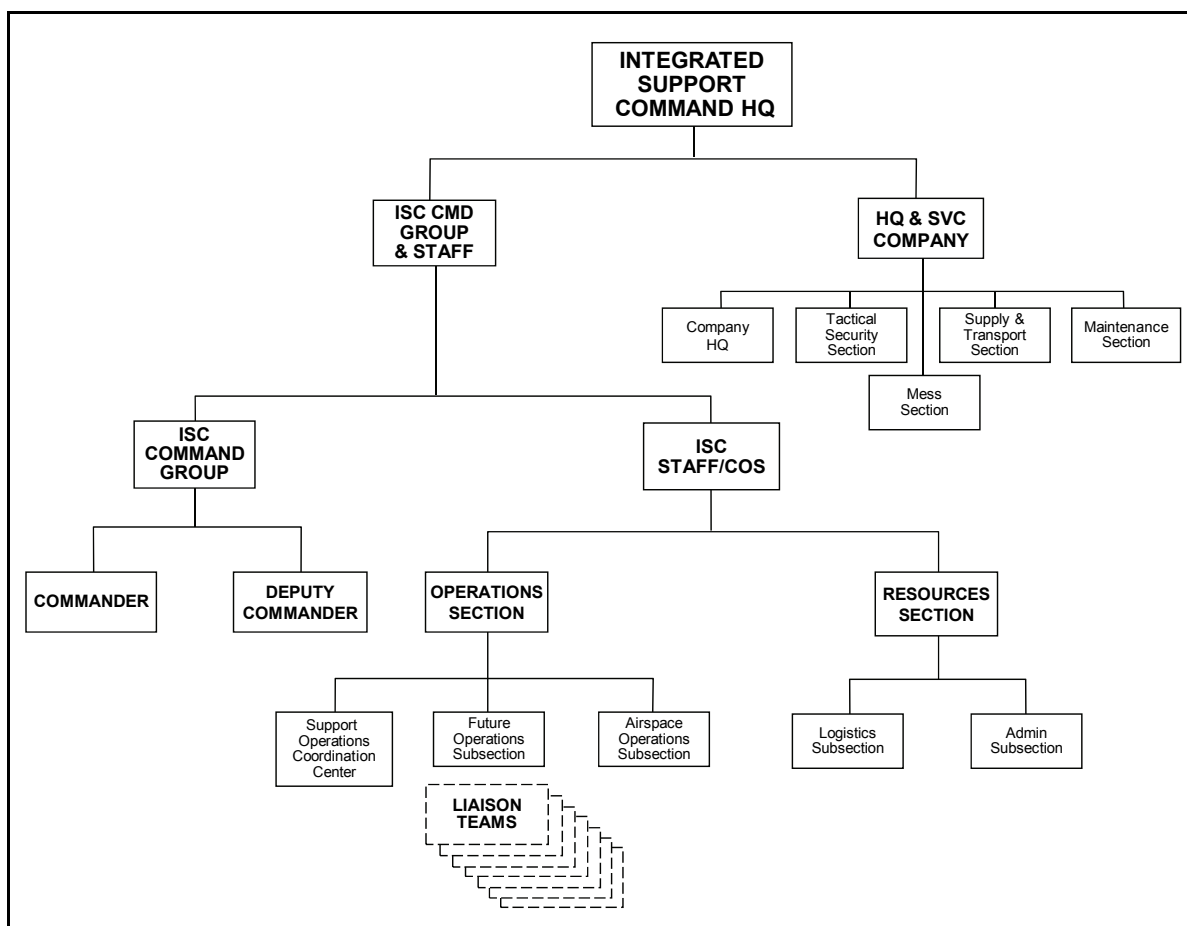 INTEGRATED
SUPPORT
COMMAND HQ
ISC CMD
GROUP
& STAFF
HQ & SVC
COMPANY
Company
HQ
Tactical
Security
Section
Supply &
Transport
Section
Maintenance
Section
Mess
Section
ISC
COMMAND
GROUP
ISC
STAFF/COS
COMMANDER
DEPUTY
COMMANDER
OPERATIONS
SECTION
RESOURCES
SECTION
Support
Operations
Coordination
Center
Future
Operations
Subsection
Airspace
Operations
Subsection
Logistics
Subsection
Admin
Subsection
LIAISON
TEAMS